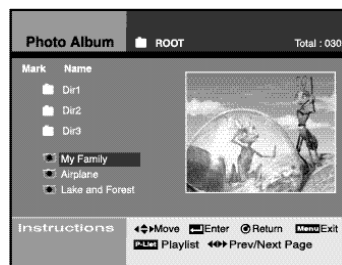 Photo Album ROOT Total : 030
Mark Name
Dir1
Dir2
Dir3
My Family
Airplane
Lake and Forest
Instructions Move Enter Return Menu Exit
P-List Playlist Prev/Next Page